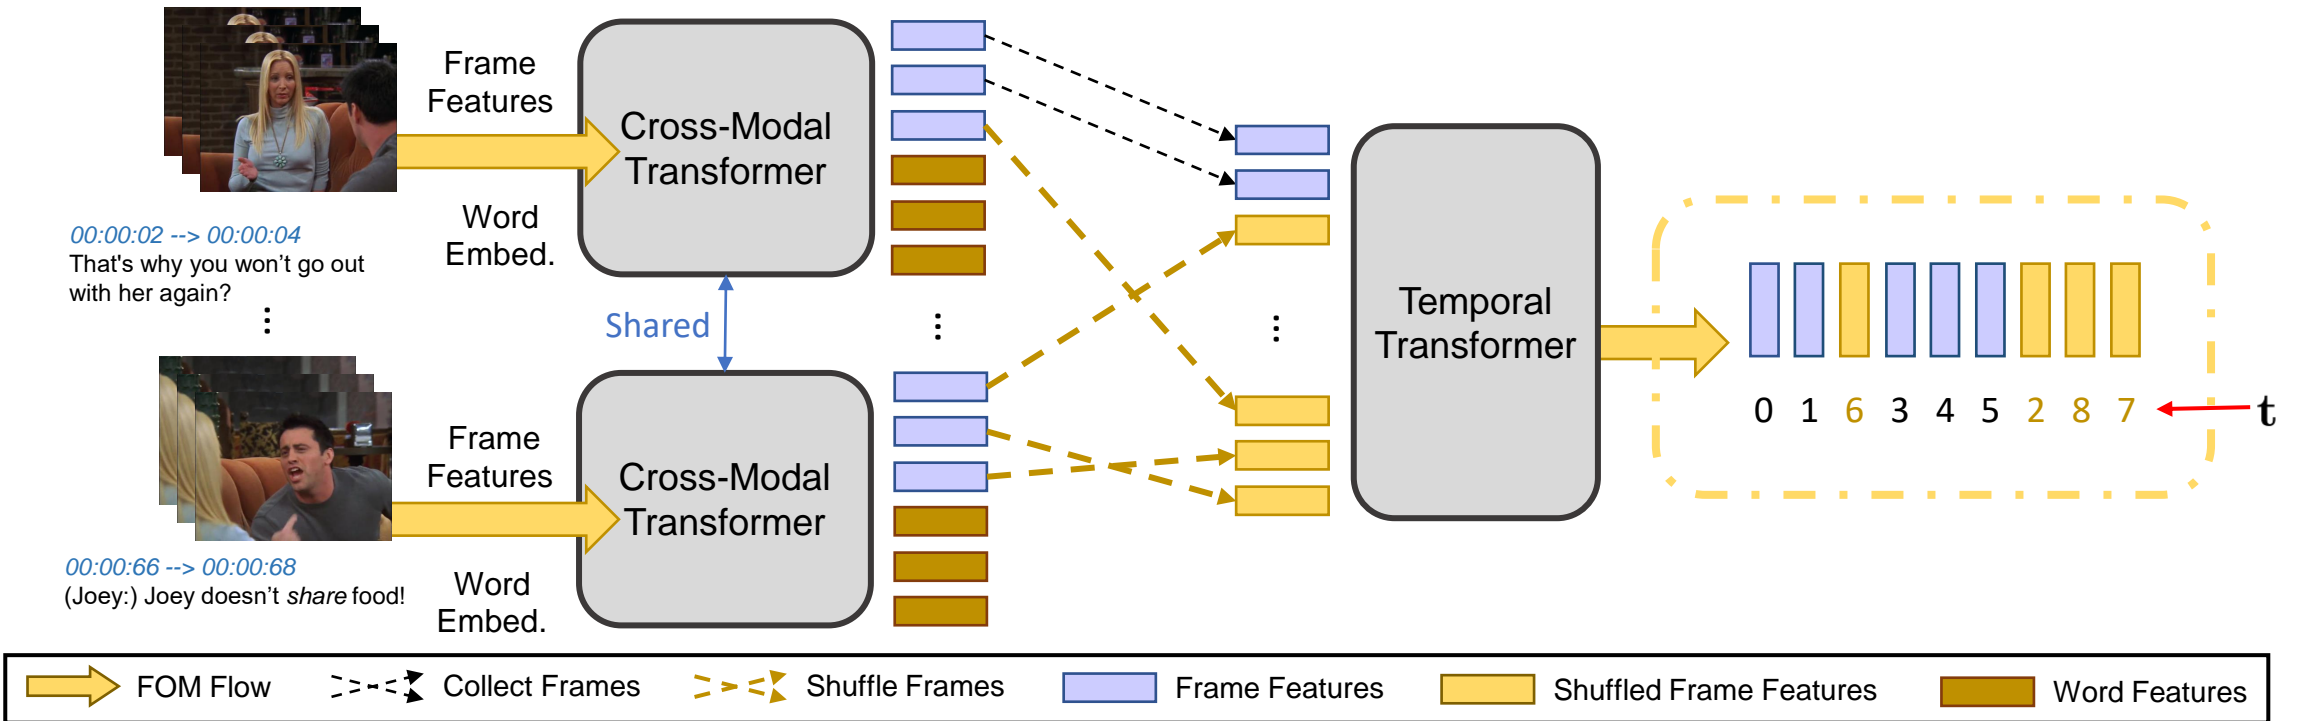 Frame
Features
Cross-Modal
Transformer
Word
Embed.
00:00:02 --> 00:00:04
That's why you won’t go out
with her again?
Shared
Temporal
Transformer
0 1 6 3 4 5 2 8 7
t
Frame
Features
Cross-Modal
Transformer
Word
Embed.
00:00:66 --> 00:00:68
(Joey:) Joey doesn’t share food!
FOM Flow
Collect Frames
Shuffle Frames
Frame Features
Shuffled Frame Features
Word Features